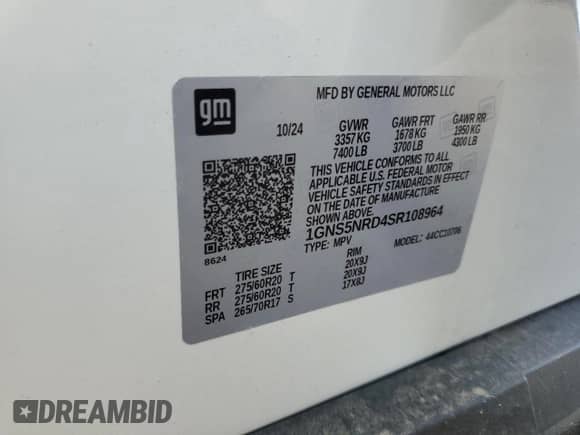 gm
MFD BY GENERAL MOTORS LLC
10/24
GVWR GAWR FRT GAWR RR
3357 KG 1678 KG 1950 KG
7400 LB 3700 LB 4300 LB
THIS VEHICLE CONFORMS TO ALL
APPLICABLE U.S. FEDERAL MOTOR
VEHICLE SAFETY STANDARDS IN EFFECT
ON THE DATE OF MANUFACTURE
SHOWN ABOVE.
1GNS5NRD4SR108964
TYPE: MPV MODEL: 44CC10706
8624
TIRE SIZE RIM
FRT 275/60R20 T 20X9J
RR 275/60R20 T 20X9J
SPA 265/70R17 S 17X8J
DREAMBID